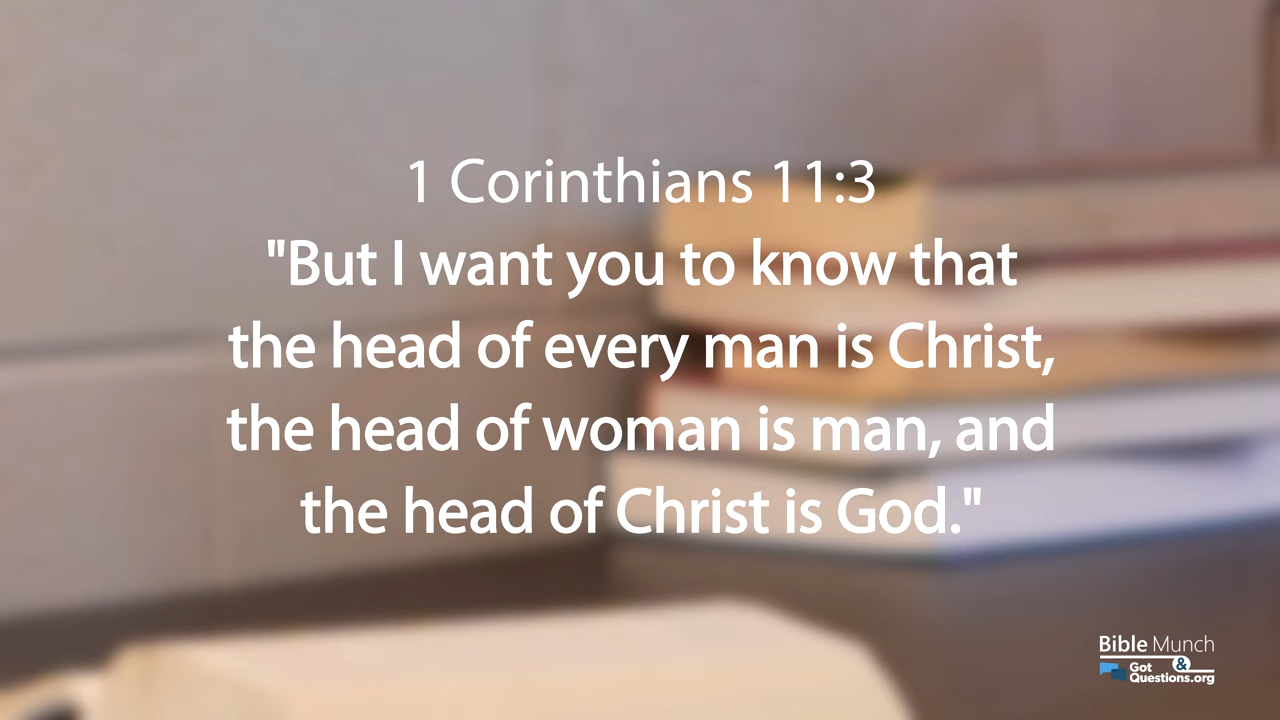 1 Corinthians 11:3
"But I want you to know that
the head of every man is Christ,
the head of woman is man, and
the head of Christ is God."
Bible Munch
&
Got
Questions.org